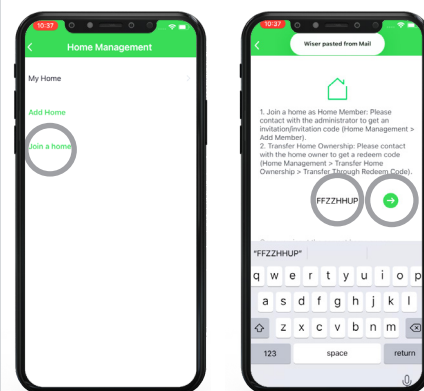 10:37
Home Management
My Home
Add Home
Join a home
10:37
Wiser pasted from Mail
1. Join a home as Home Member: Please
contact with the administrator to get an
invitation/invitation code (Home Management >
Add Member).
2. Transfer Home Ownership: Please contact
with the home owner to get a redeem code
(Home Management > Transfer Home
Ownership > Transfer Through Redeem Code).
FFZZHHUP
"FFZZHHUP"
q w e r t y u i o p
a s d f g h j k l
z x c v b n m
123 space return